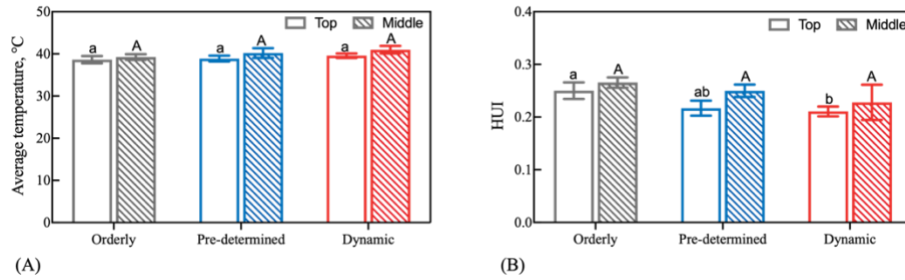 Top Middle
Average temperature, °C
50
40
30
20
10
0
a A a A a A
Orderly Pre-determined Dynamic
(A)
Top Middle
HUI
0.4
0.3
0.2
0.1
0.0
a A ab A b A
Orderly Pre-determined Dynamic
(B)